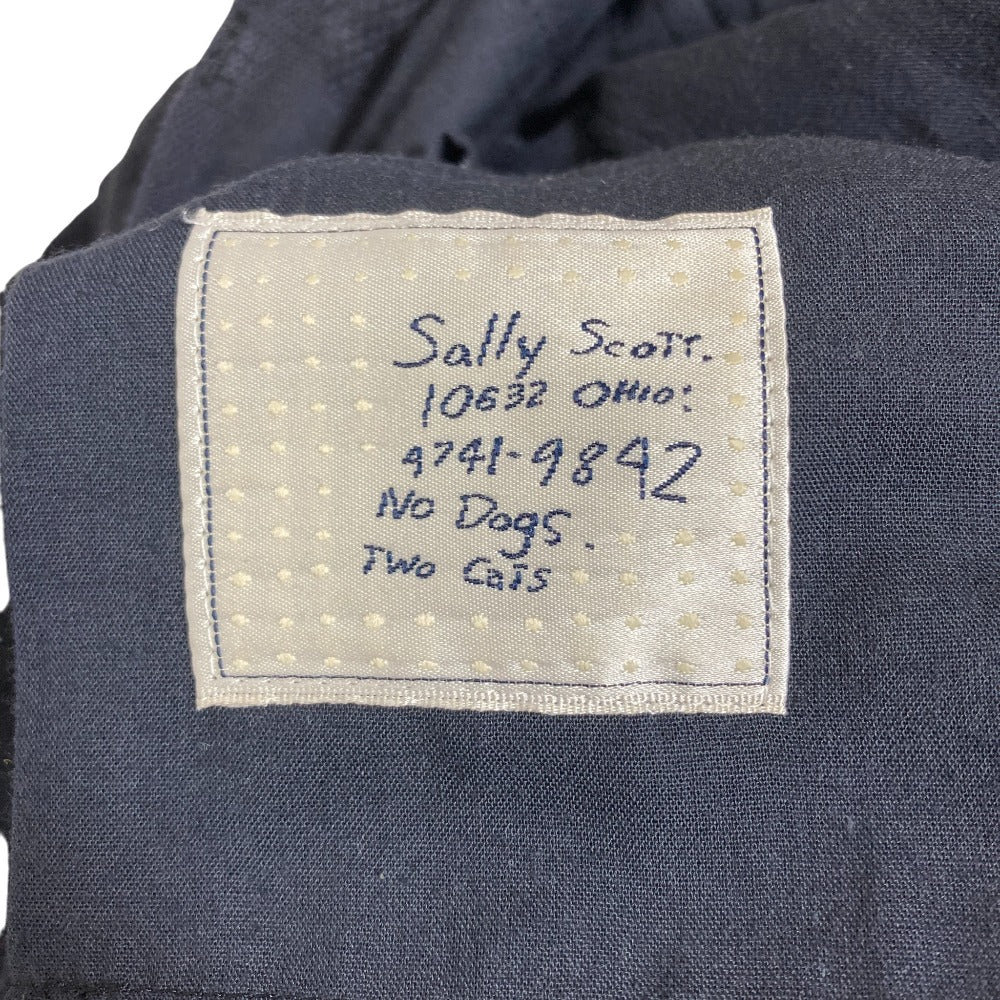 Sally Scott.
10632 Ohio:
4741-9842
No Dogs.
Two Cats